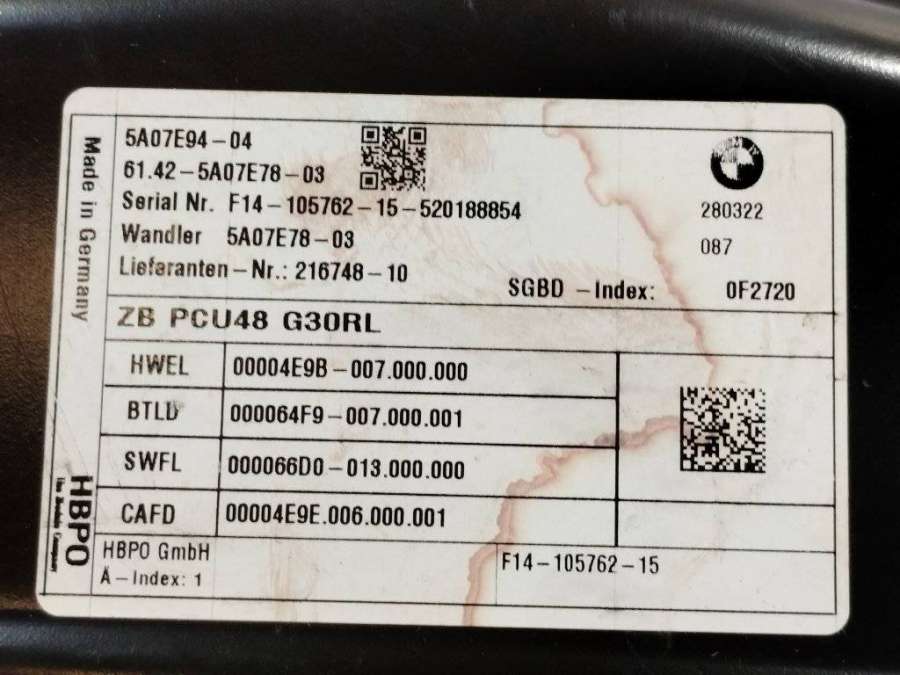 Made in Germany
5A07E94-04
61.42-5A07E78-03
Serial Nr. F14-105762-15-520188854
Wandler 5A07E78-03
Lieferanten-Nr.: 216748-10
280322
087
SGBD -Index: 0F2720
ZB PCU48 G30RL
HWEL 00004E9B-007.000.000
BTLD 000064F9-007.000.001
SWFL 000066D0-013.000.000
CAFD 00004E9E.006.000.001
HBPO
HBPO GmbH
Ä-Index: 1
F14-105762-15